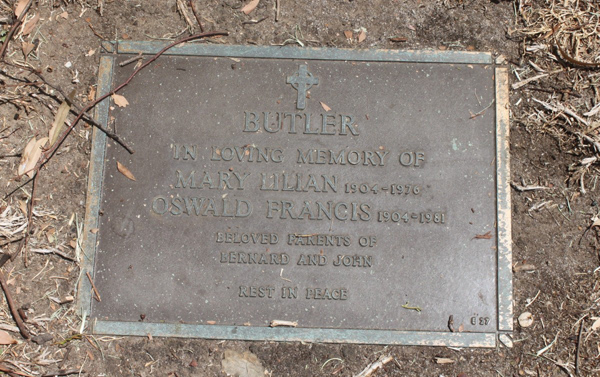 BUTLER
IN LOVING MEMORY OF
MARY LILIAN 1904-1976
OSWALD FRANCIS 1904-1981
BELOVED PARENTS OF
BERNARD AND JOHN
REST IN PEACE